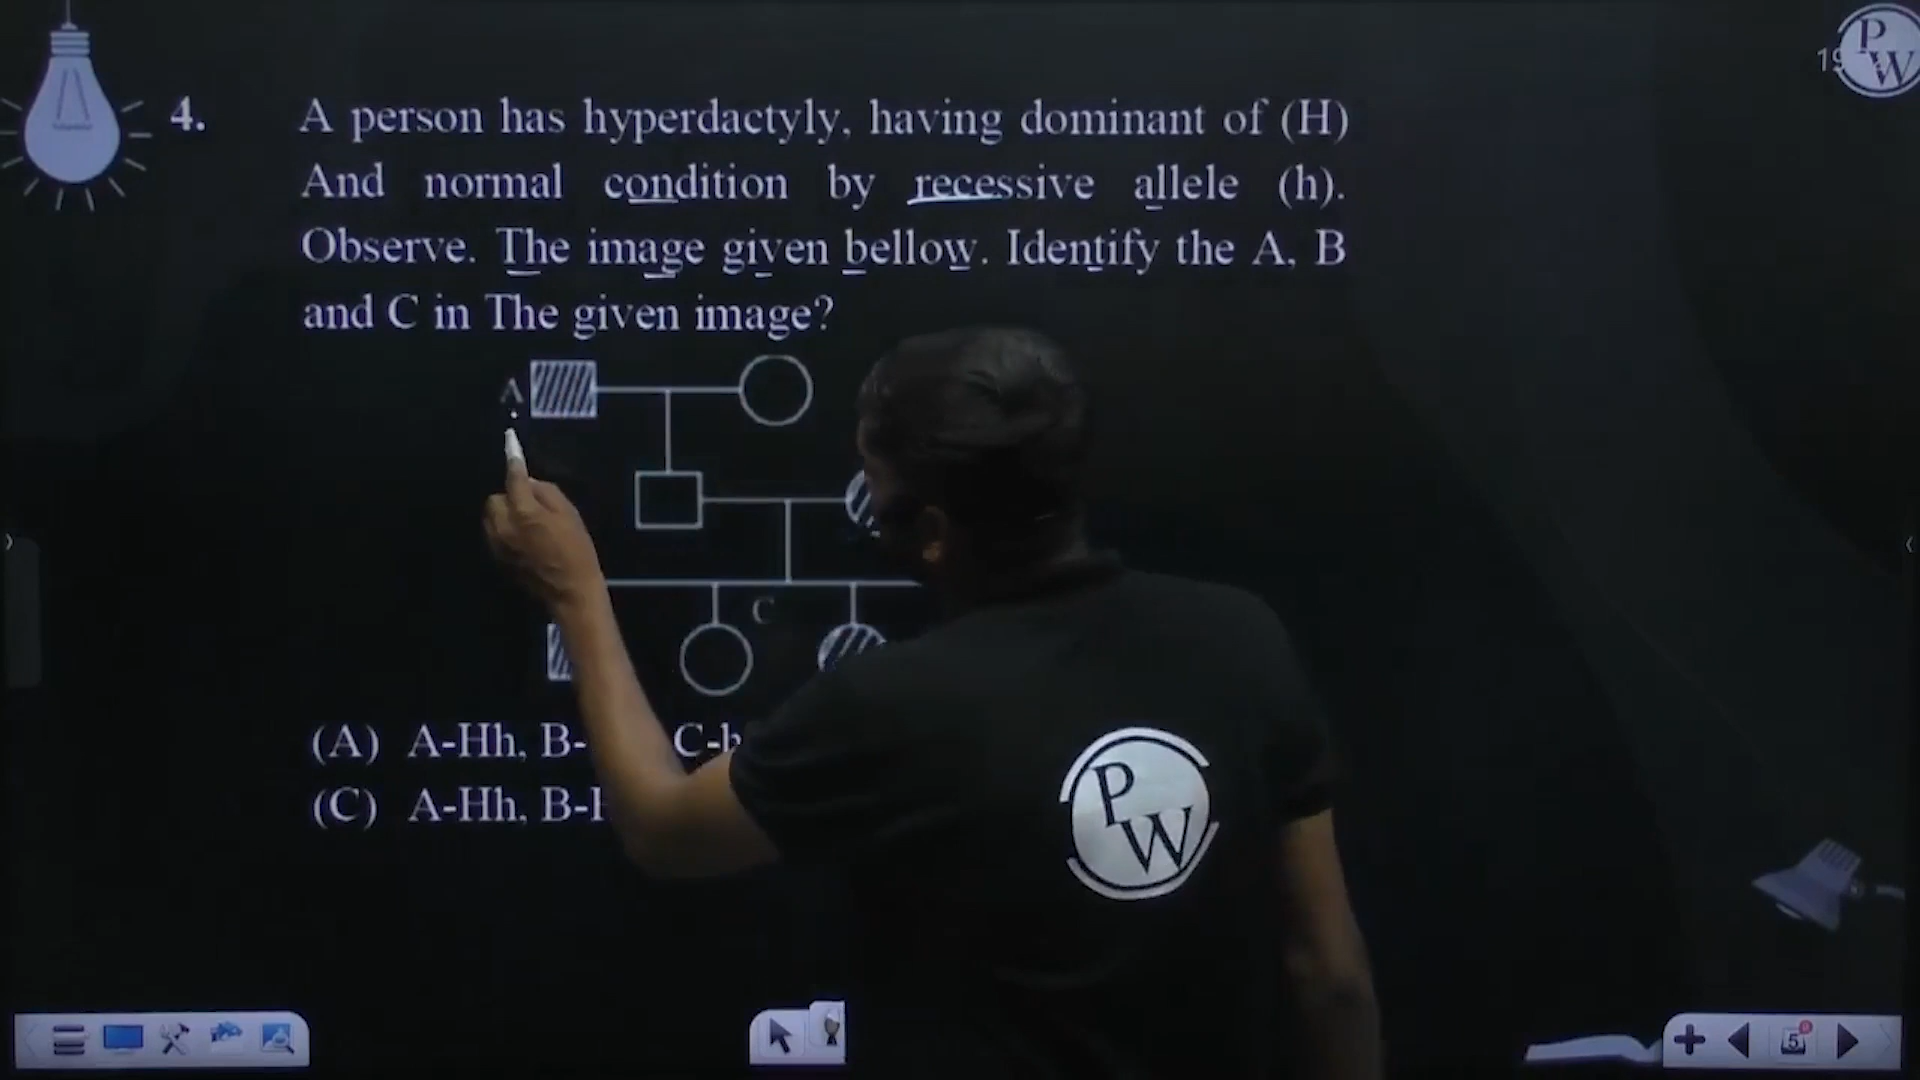 P
W
4. A person has hyperdactyly, having dominant of (H)
And normal condition by recessive allele (h).
Observe. The image given bellow. Identify the A, B
and C in The given image?
A
C
(A) A-Hh, B- C-h
(C) A-Hh, B-H
P
W
5